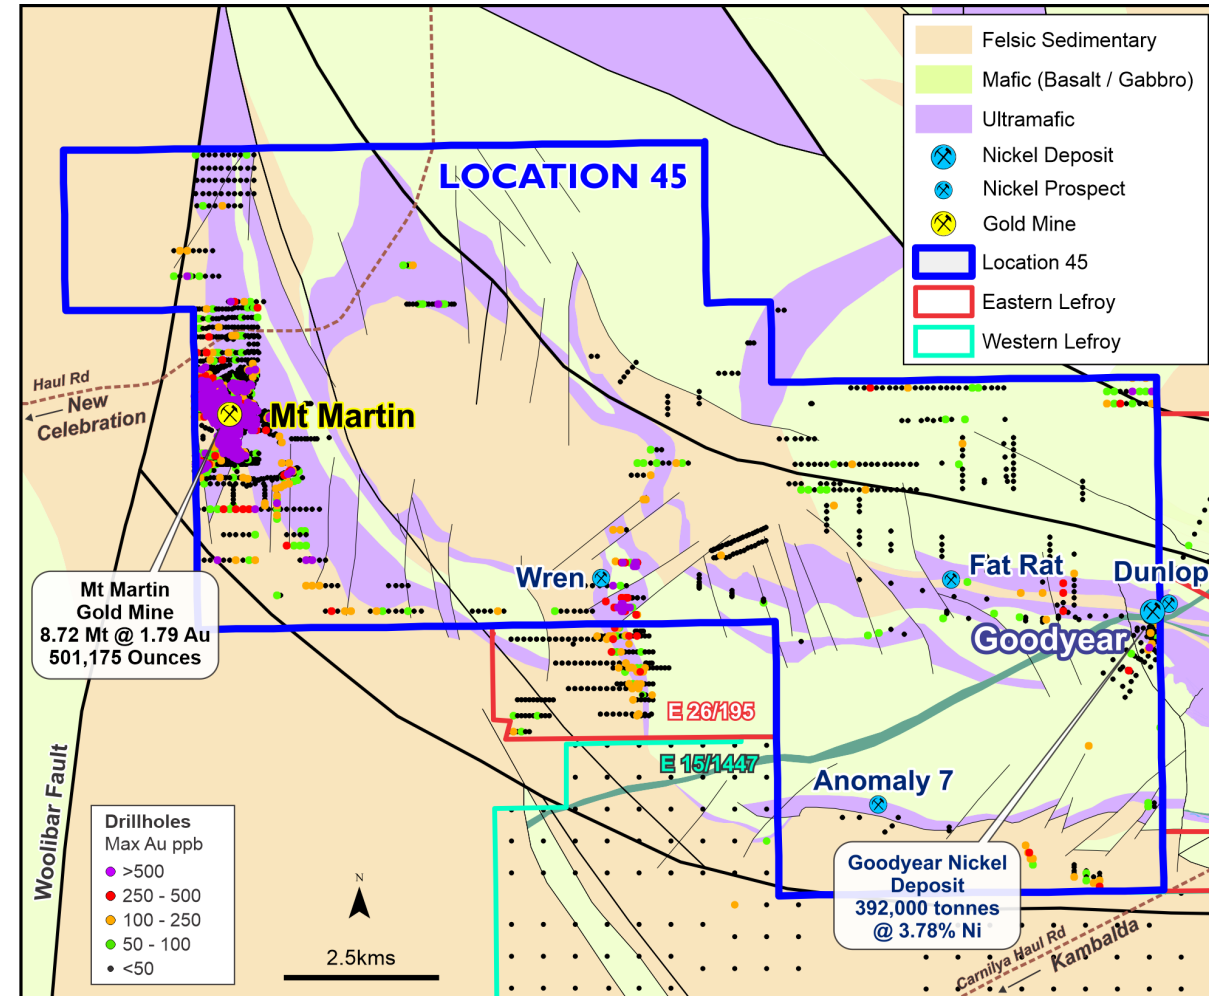 Felsic Sedimentary
Mafic (Basalt / Gabbro)
Ultramafic
Nickel Deposit
Nickel Prospect
Gold Mine
Location 45
Eastern Lefroy
Western Lefroy
LOCATION 45
Haul Rd
New
Celebration
Mt Martin
Mt Martin
Gold Mine
8.72 Mt @ 1.79 Au
501,175 Ounces
Wren
Fat Rat
Dunlop
Goodyear
E 26/195
E 15/1447
Anomaly 7
Woolibar Fault
Goodyear Nickel
Deposit
392,000 tonnes
@ 3.78% Ni
Drillholes
Max Au ppb
>500
250 - 500
100 - 250
50 - 100
<50
N
2.5kms
Carnilya Haul Rd
Kambalda